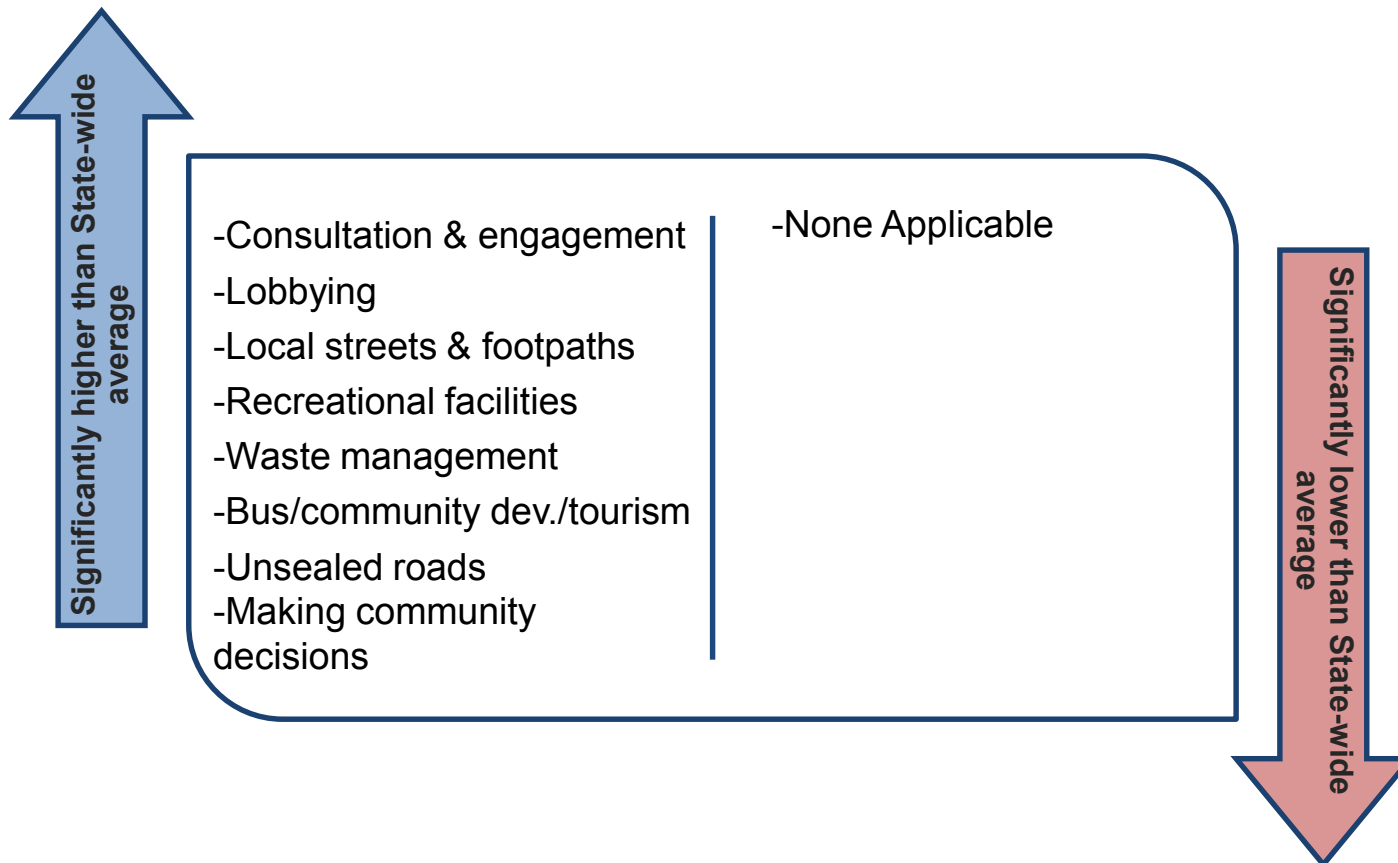 Significantly higher than State-wide
average
-Consultation & engagement
-Lobbying
-Local streets & footpaths
-Recreational facilities
-Waste management
-Bus/community dev./tourism
-Unsealed roads
-Making community
decisions
-None Applicable
Significantly lower than State-wide
average